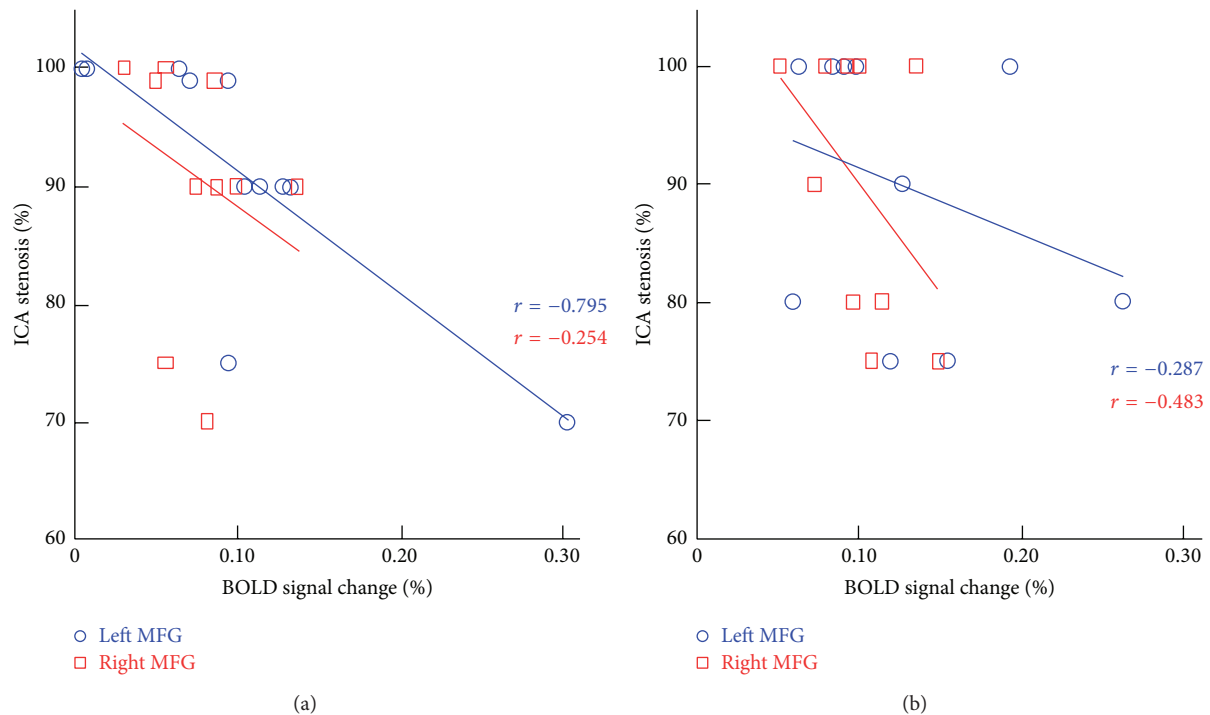 100
90
80
70
60
0
0.10
0.20
0.30
ICA stenosis (%)
BOLD signal change (%)
r = −0.795
r = −0.254
Left MFG
Right MFG
(a)
100
90
80
70
60
0
0.10
0.20
0.30
ICA stenosis (%)
BOLD signal change (%)
r = −0.287
r = −0.483
Left MFG
Right MFG
(b)